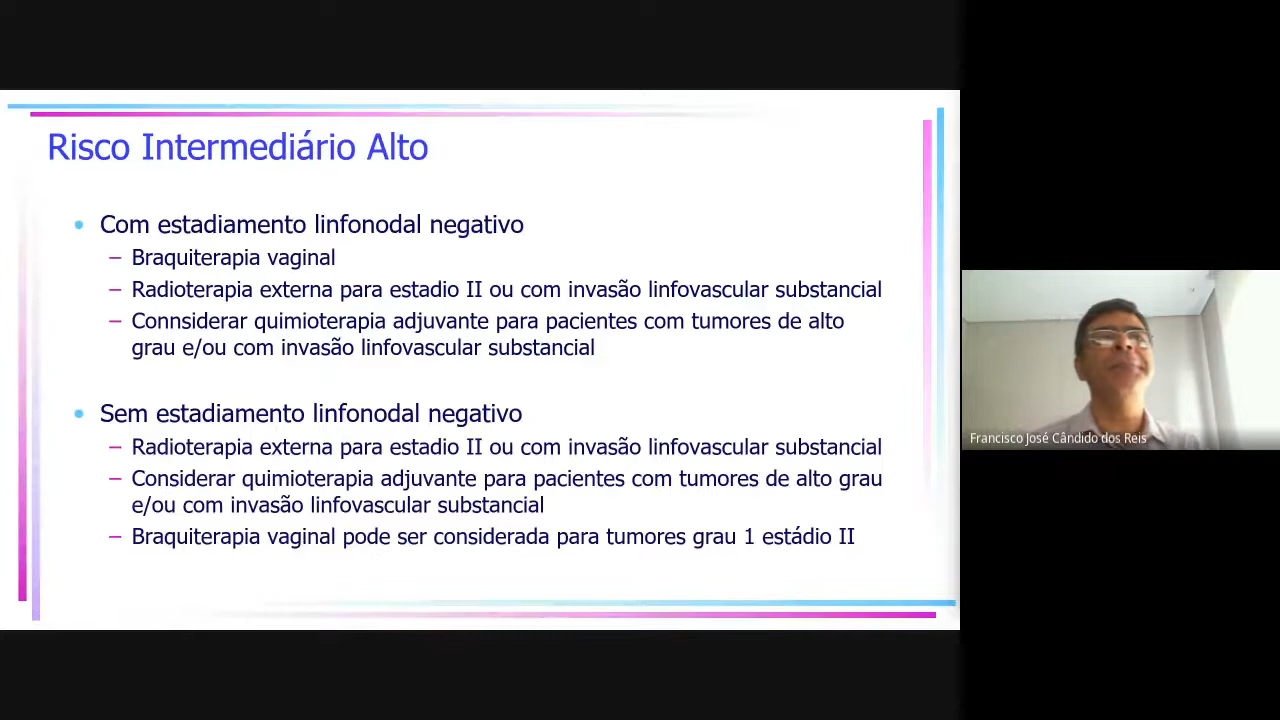 Risco Intermediário Alto
• Com estadiamento linfonodal negativo
– Braquiterapia vaginal
– Radioterapia externa para estadio II ou com invasão linfovascular substancial
– Connsiderar quimioterapia adjuvante para pacientes com tumores de alto
grau e/ou com invasão linfovascular substancial
• Sem estadiamento linfonodal negativo
– Radioterapia externa para estadio II ou com invasão linfovascular substancial
– Considerar quimioterapia adjuvante para pacientes com tumores de alto grau
e/ou com invasão linfovascular substancial
– Braquiterapia vaginal pode ser considerada para tumores grau 1 estádio II
Francisco José Cândido dos Reis